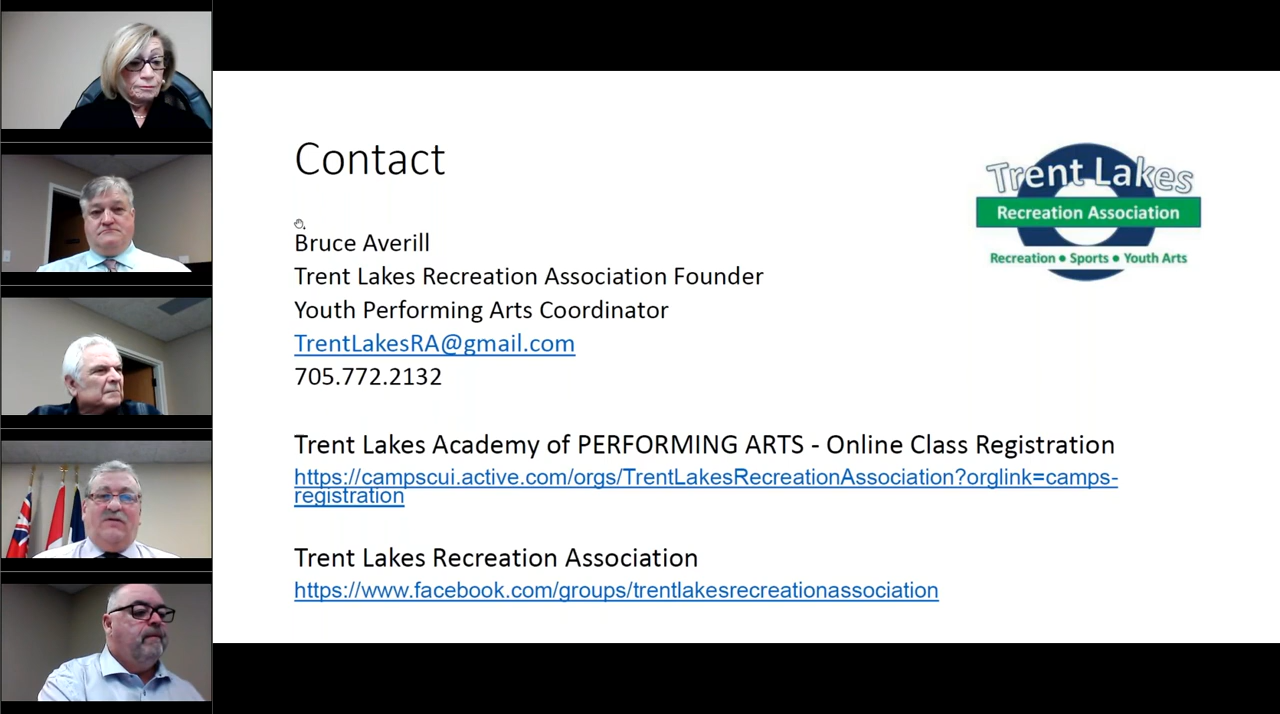 Contact
Trent Lakes
Recreation Association
Recreation • Sports • Youth Arts
Bruce Averill
Trent Lakes Recreation Association Founder
Youth Performing Arts Coordinator
TrentLakesRA@gmail.com
705.772.2132
Trent Lakes Academy of PERFORMING ARTS - Online Class Registration
https://campscui.active.com/orgs/TrentLakesRecreationAssociation?orglink=camps-
registration
Trent Lakes Recreation Association
https://www.facebook.com/groups/trentlakesrecreationassociation